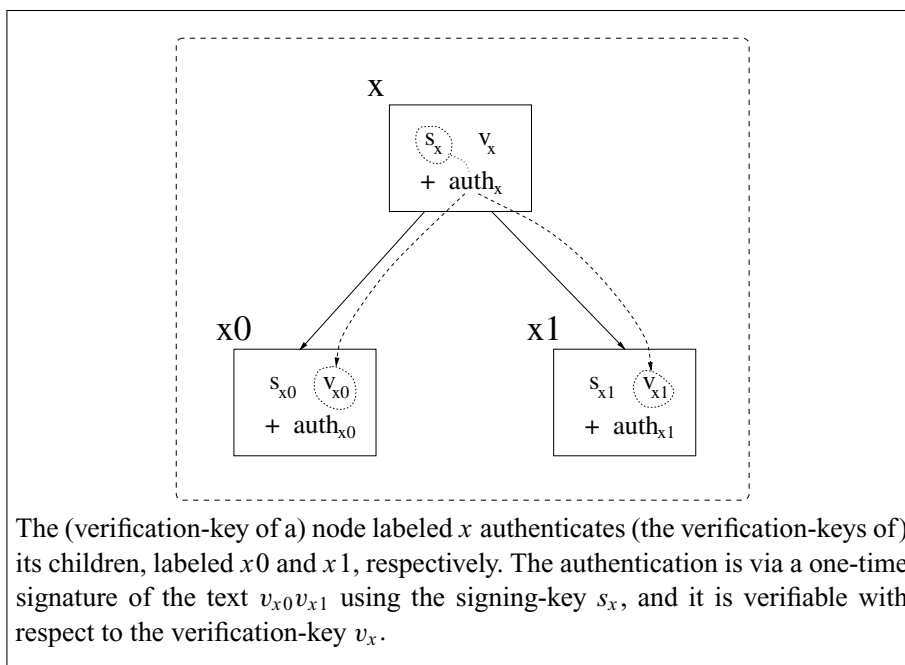 x
s_x v_x
+ auth_x
x0 x1
s_x0 v_x0 s_x1 v_x1
+ auth_x0 + auth_x1
The (verification-key of a) node labeled x authenticates (the verification-keys of)
its children, labeled x0 and x1, respectively. The authentication is via a one-time
signature of the text v_x0v_x1 using the signing-key s_x, and it is verifiable with
respect to the verification-key v_x.